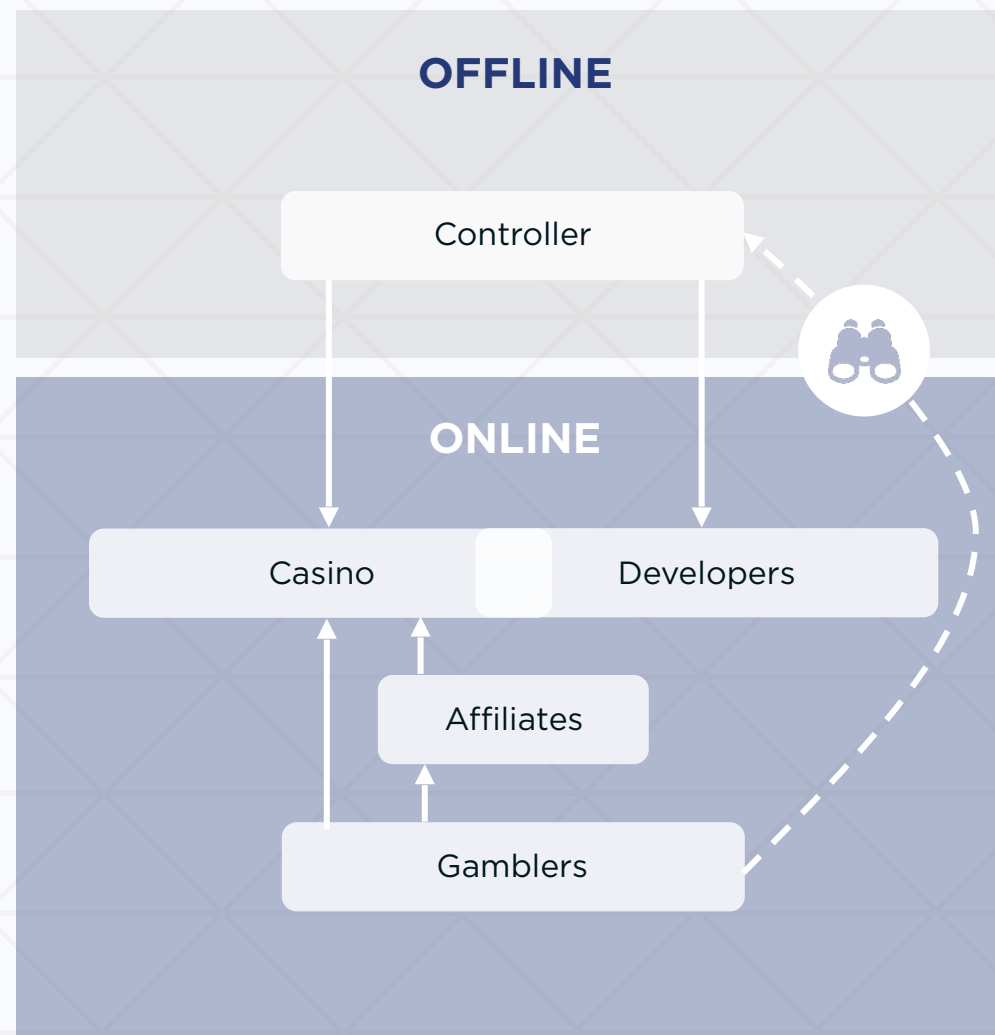 OFFLINE
Controller
ONLINE
Casino
Developers
Affiliates
Gamblers